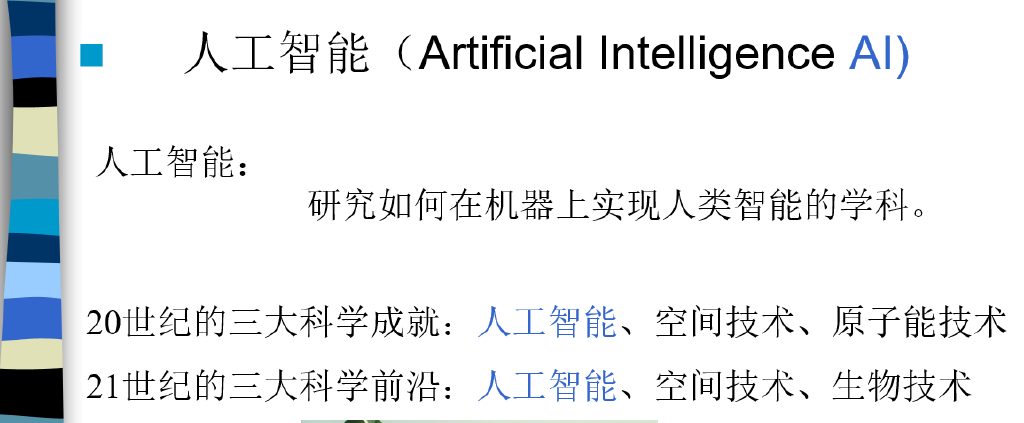 人工智能（Artificial Intelligence AI)
人工智能：
研究如何在机器上实现人类智能的学科。
20世纪的三大科学成就：人工智能、空间技术、原子能技术
21世纪的三大科学前沿：人工智能、空间技术、生物技术